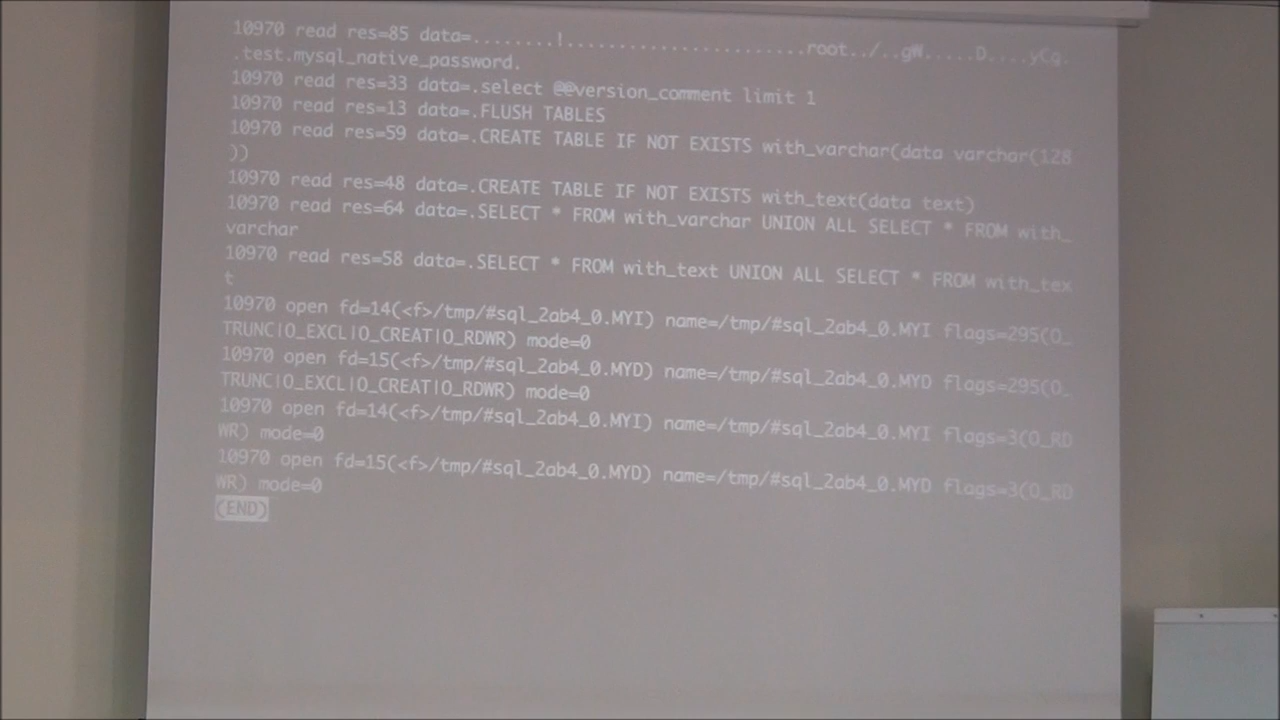 10970 read res=85 data=........!.......................root../..gW.....D....yCq.
.test.mysql_native_password.
10970 read res=33 data=.select @@version_comment limit 1
10970 read res=13 data=.FLUSH TABLES
10970 read res=59 data=.CREATE TABLE IF NOT EXISTS with_varchar(data varchar(128
))
10970 read res=48 data=.CREATE TABLE IF NOT EXISTS with_text(data text)
10970 read res=64 data=.SELECT * FROM with_varchar UNION ALL SELECT * FROM with_
varchar
10970 read res=58 data=.SELECT * FROM with_text UNION ALL SELECT * FROM with_tex
t
10970 open fd=14(<f>/tmp/#sql_2ab4_0.MYI) name=/tmp/#sql_2ab4_0.MYI flags=295(O_
TRUNC|O_EXCL|O_CREAT|O_RDWR) mode=0
10970 open fd=15(<f>/tmp/#sql_2ab4_0.MYD) name=/tmp/#sql_2ab4_0.MYD flags=295(O_
TRUNC|O_EXCL|O_CREAT|O_RDWR) mode=0
10970 open fd=14(<f>/tmp/#sql_2ab4_0.MYI) name=/tmp/#sql_2ab4_0.MYI flags=3(O_RD
WR) mode=0
10970 open fd=15(<f>/tmp/#sql_2ab4_0.MYD) name=/tmp/#sql_2ab4_0.MYD flags=3(O_RD
WR) mode=0
(END)